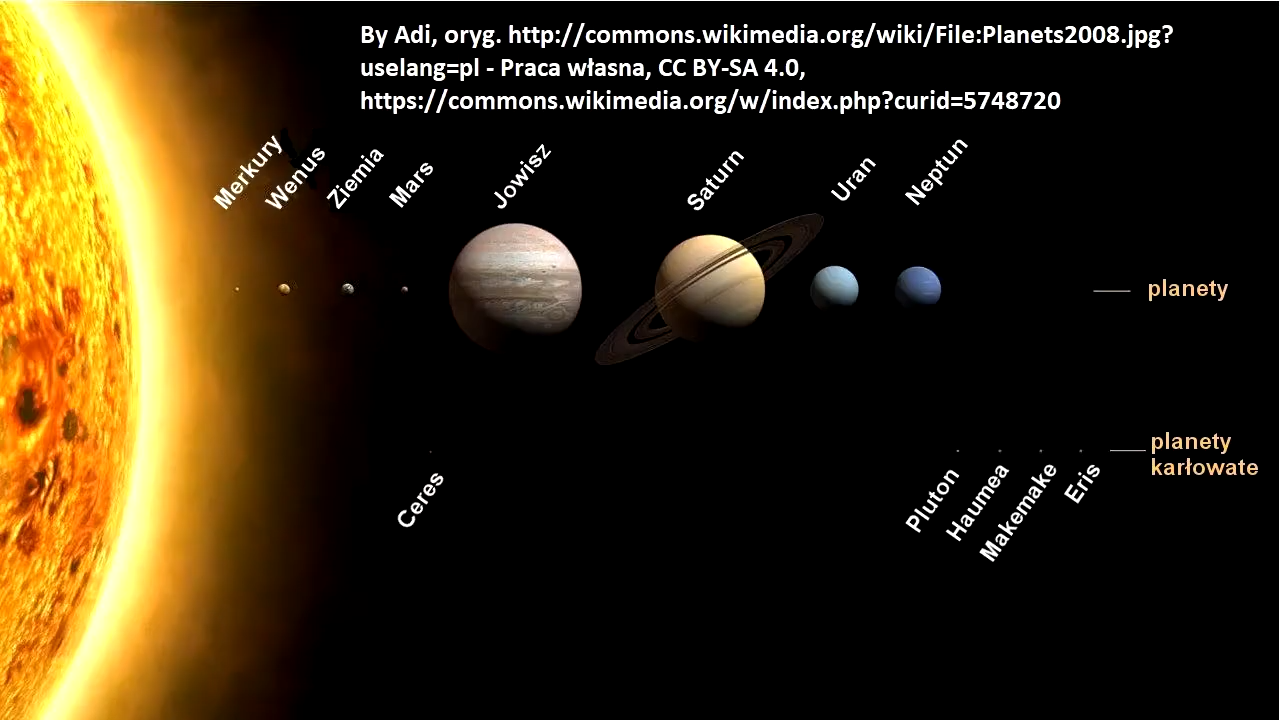 By Adi, oryg. http://commons.wikimedia.org/wiki/File:Planets2008.jpg?
uselang=pl - Praca własna, CC BY-SA 4.0,
https://commons.wikimedia.org/w/index.php?curid=5748720
Merkury
Wenus
Ziemia
Mars
Jowisz
Saturn
Uran
Neptun
planety
Ceres
Pluton
Haumea
Makemake
Eris
planety
karłowate